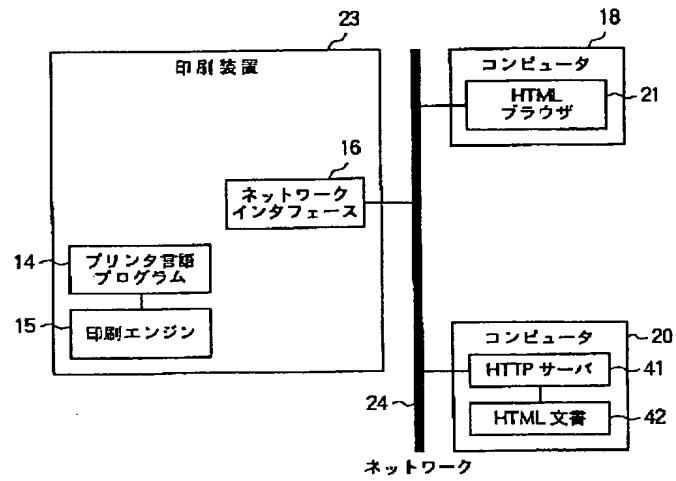 23
印刷装置
16
ネットワーク
インタフェース
14
プリンタ言語
プログラム
15
印刷エンジン
18
コンピュータ
HTML
ブラウザ
21
コンピュータ
20
HTTP サーバ
41
HTML 文書
42
24
ネットワーク